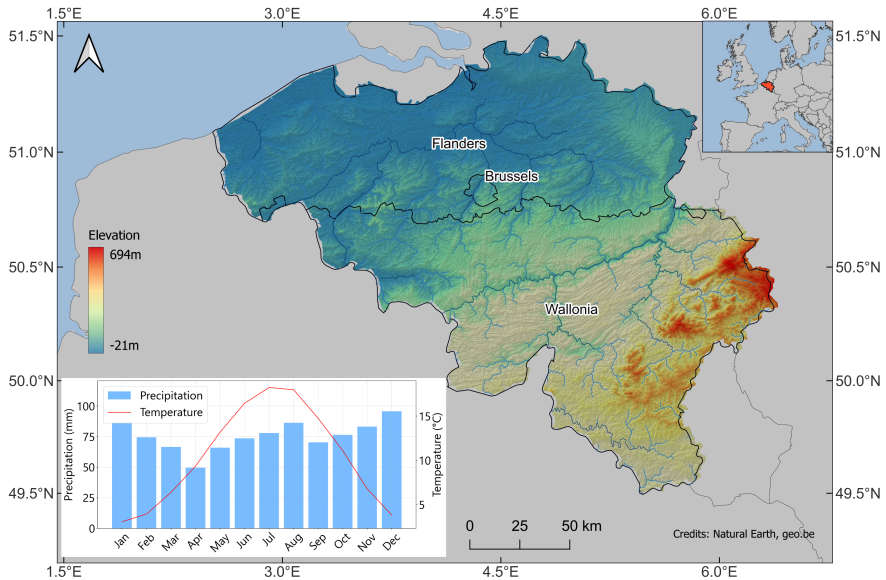 1.5°E 3.0°E 4.5°E 6.0°E
51.5°N 51.5°N
51.0°N 51.0°N
Flanders
Brussels
Elevation
694m
-21m
50.5°N 50.5°N
Wallonia
50.0°N 50.0°N
Precipitation
Temperature
Precipitation (mm)
100
75
50
25
0
Temperature (°C)
15
10
5
Jan Feb Mar Apr May Jun Jul Aug Sep Oct Nov Dec
49.5°N 49.5°N
0 25 50 km
Credits: Natural Earth, geo.be
1.5°E 3.0°E 4.5°E 6.0°E